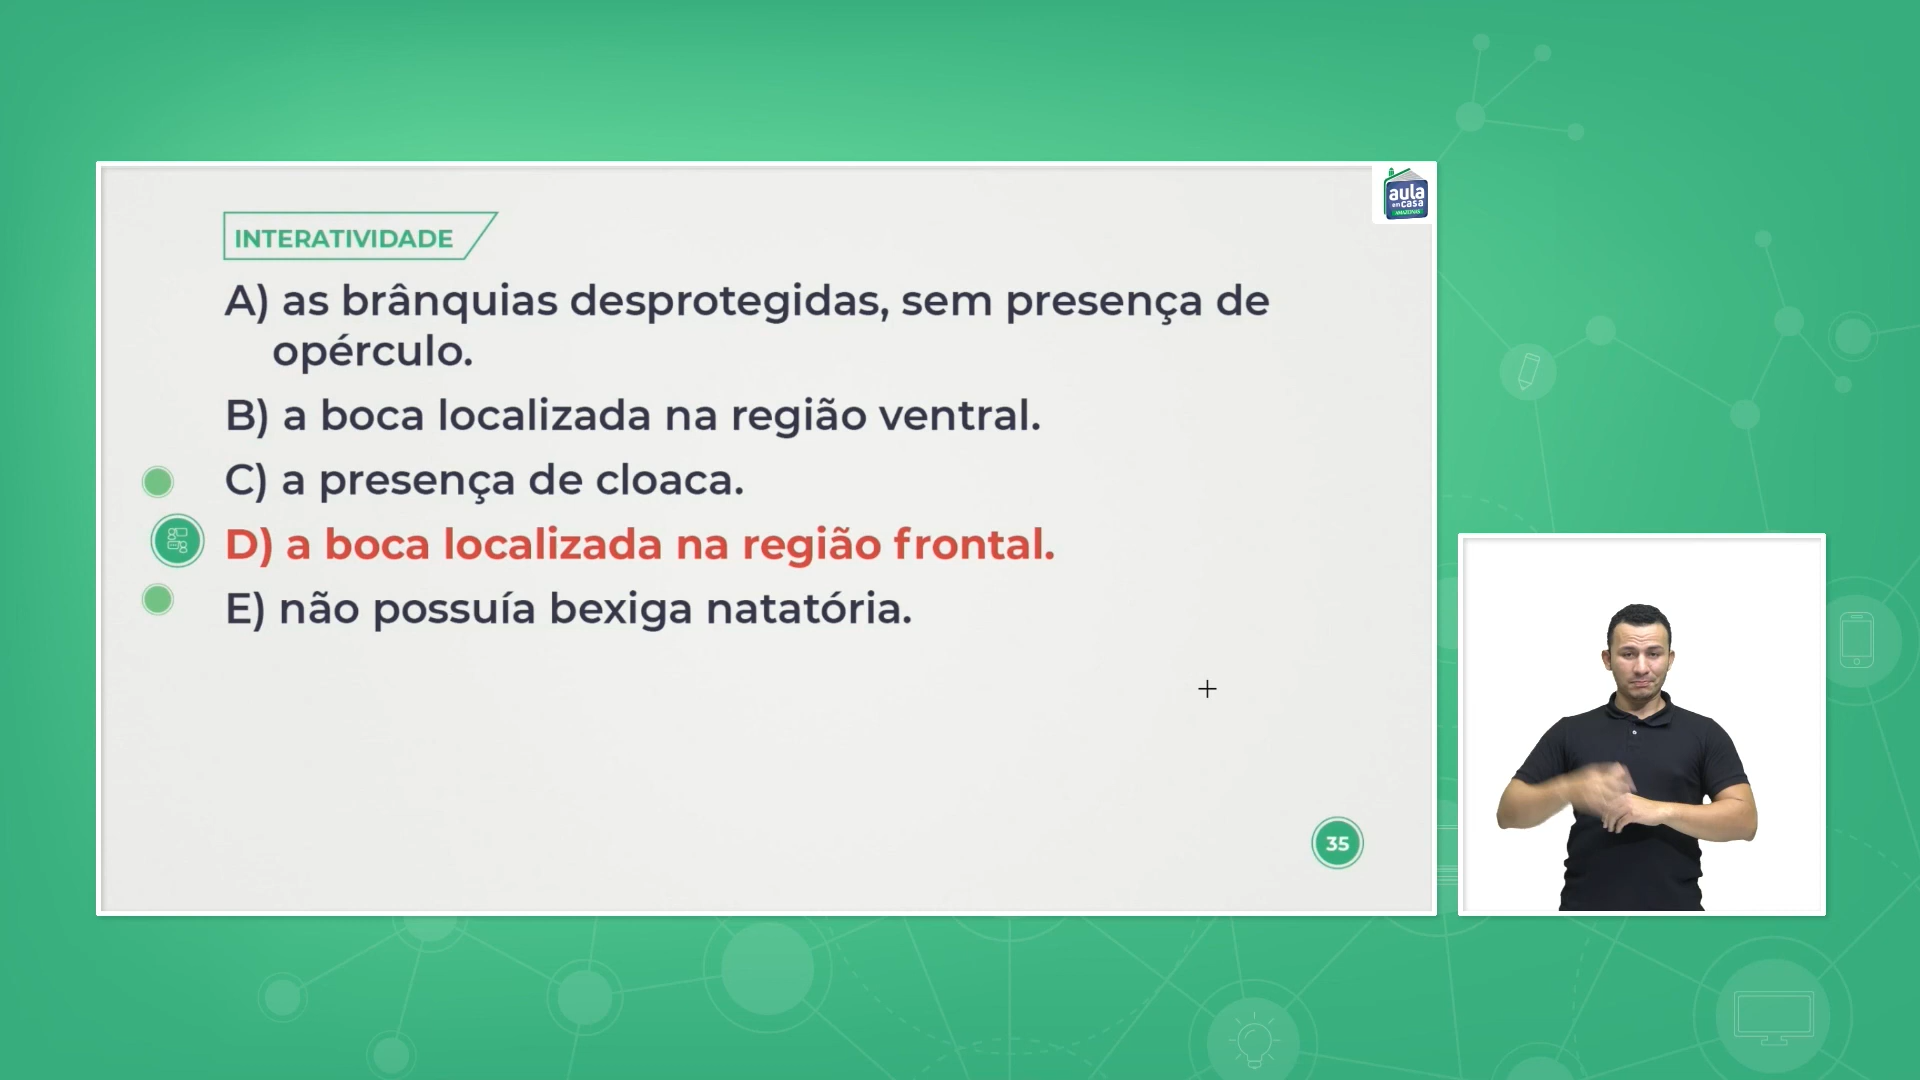 aula
em casa
AMAZONAS
INTERATIVIDADE
A) as brânquias desprotegidas, sem presença de
opérculo.
B) a boca localizada na região ventral.
C) a presença de cloaca.
D) a boca localizada na região frontal.
E) não possuía bexiga natatória.
35